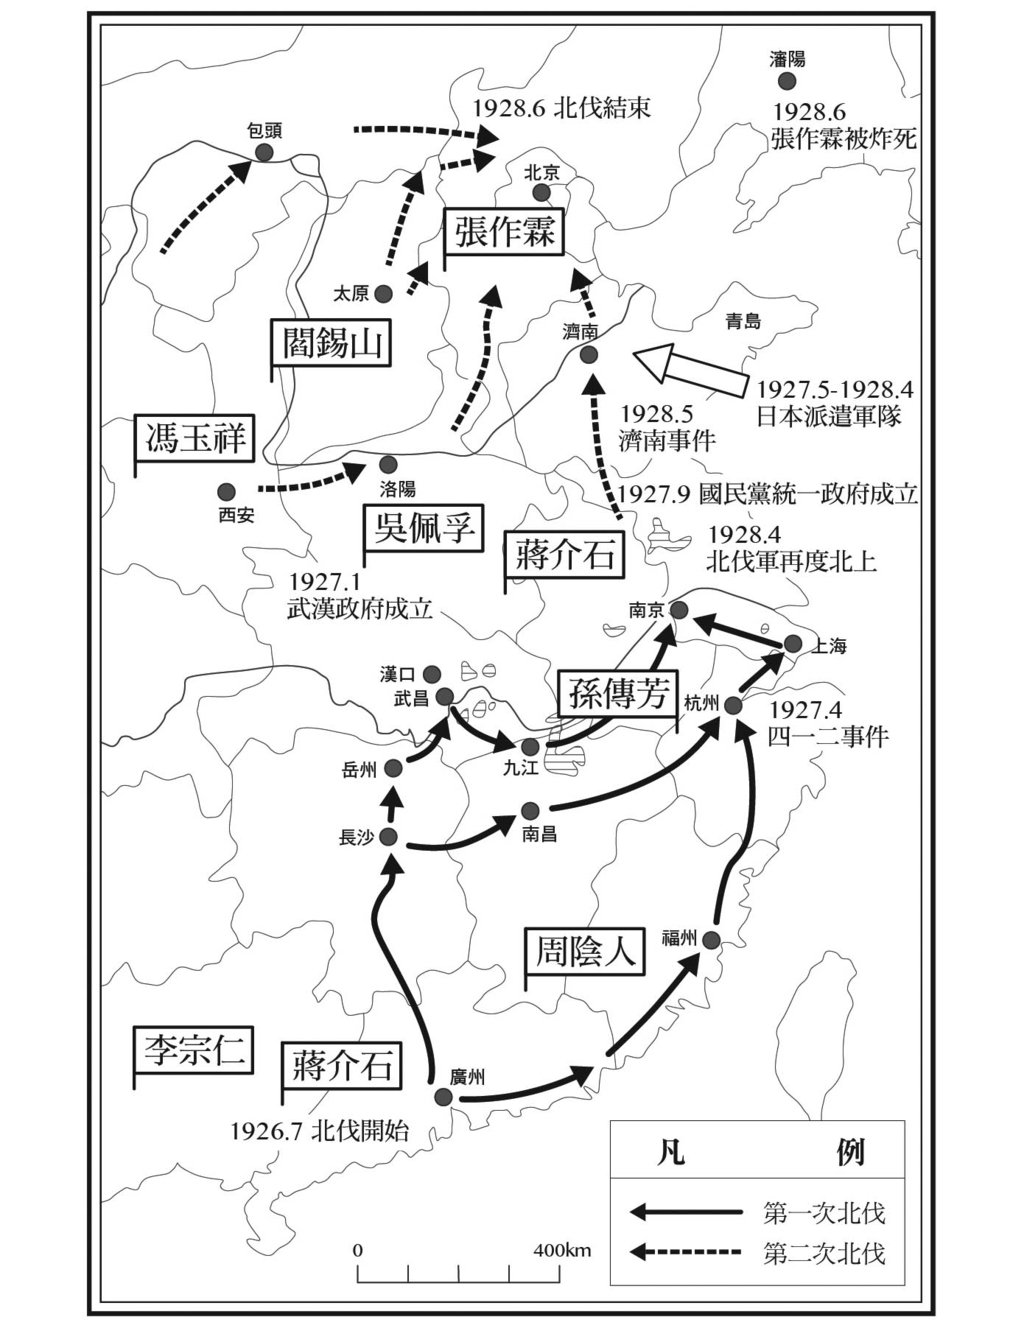 瀋陽
1928.6
張作霖被炸死
1928.6 北伐結束
包頭
北京
張作霖
太原
閻錫山
濟南
青島
1927.5-1928.4
日本派遣軍隊
1928.5
濟南事件
馮玉祥
西安
洛陽
吳佩孚
1927.9 國民黨統一政府成立
1928.4
北伐軍再度北上
蔣介石
1927.1
武漢政府成立
南京
上海
漢口
武昌
孫傳芳
杭州
1927.4
四一二事件
岳州
九江
長沙
南昌
周陰人
福州
李宗仁
蔣介石
廣州
1926.7 北伐開始
凡 例
第一次北伐
第二次北伐
0 400km